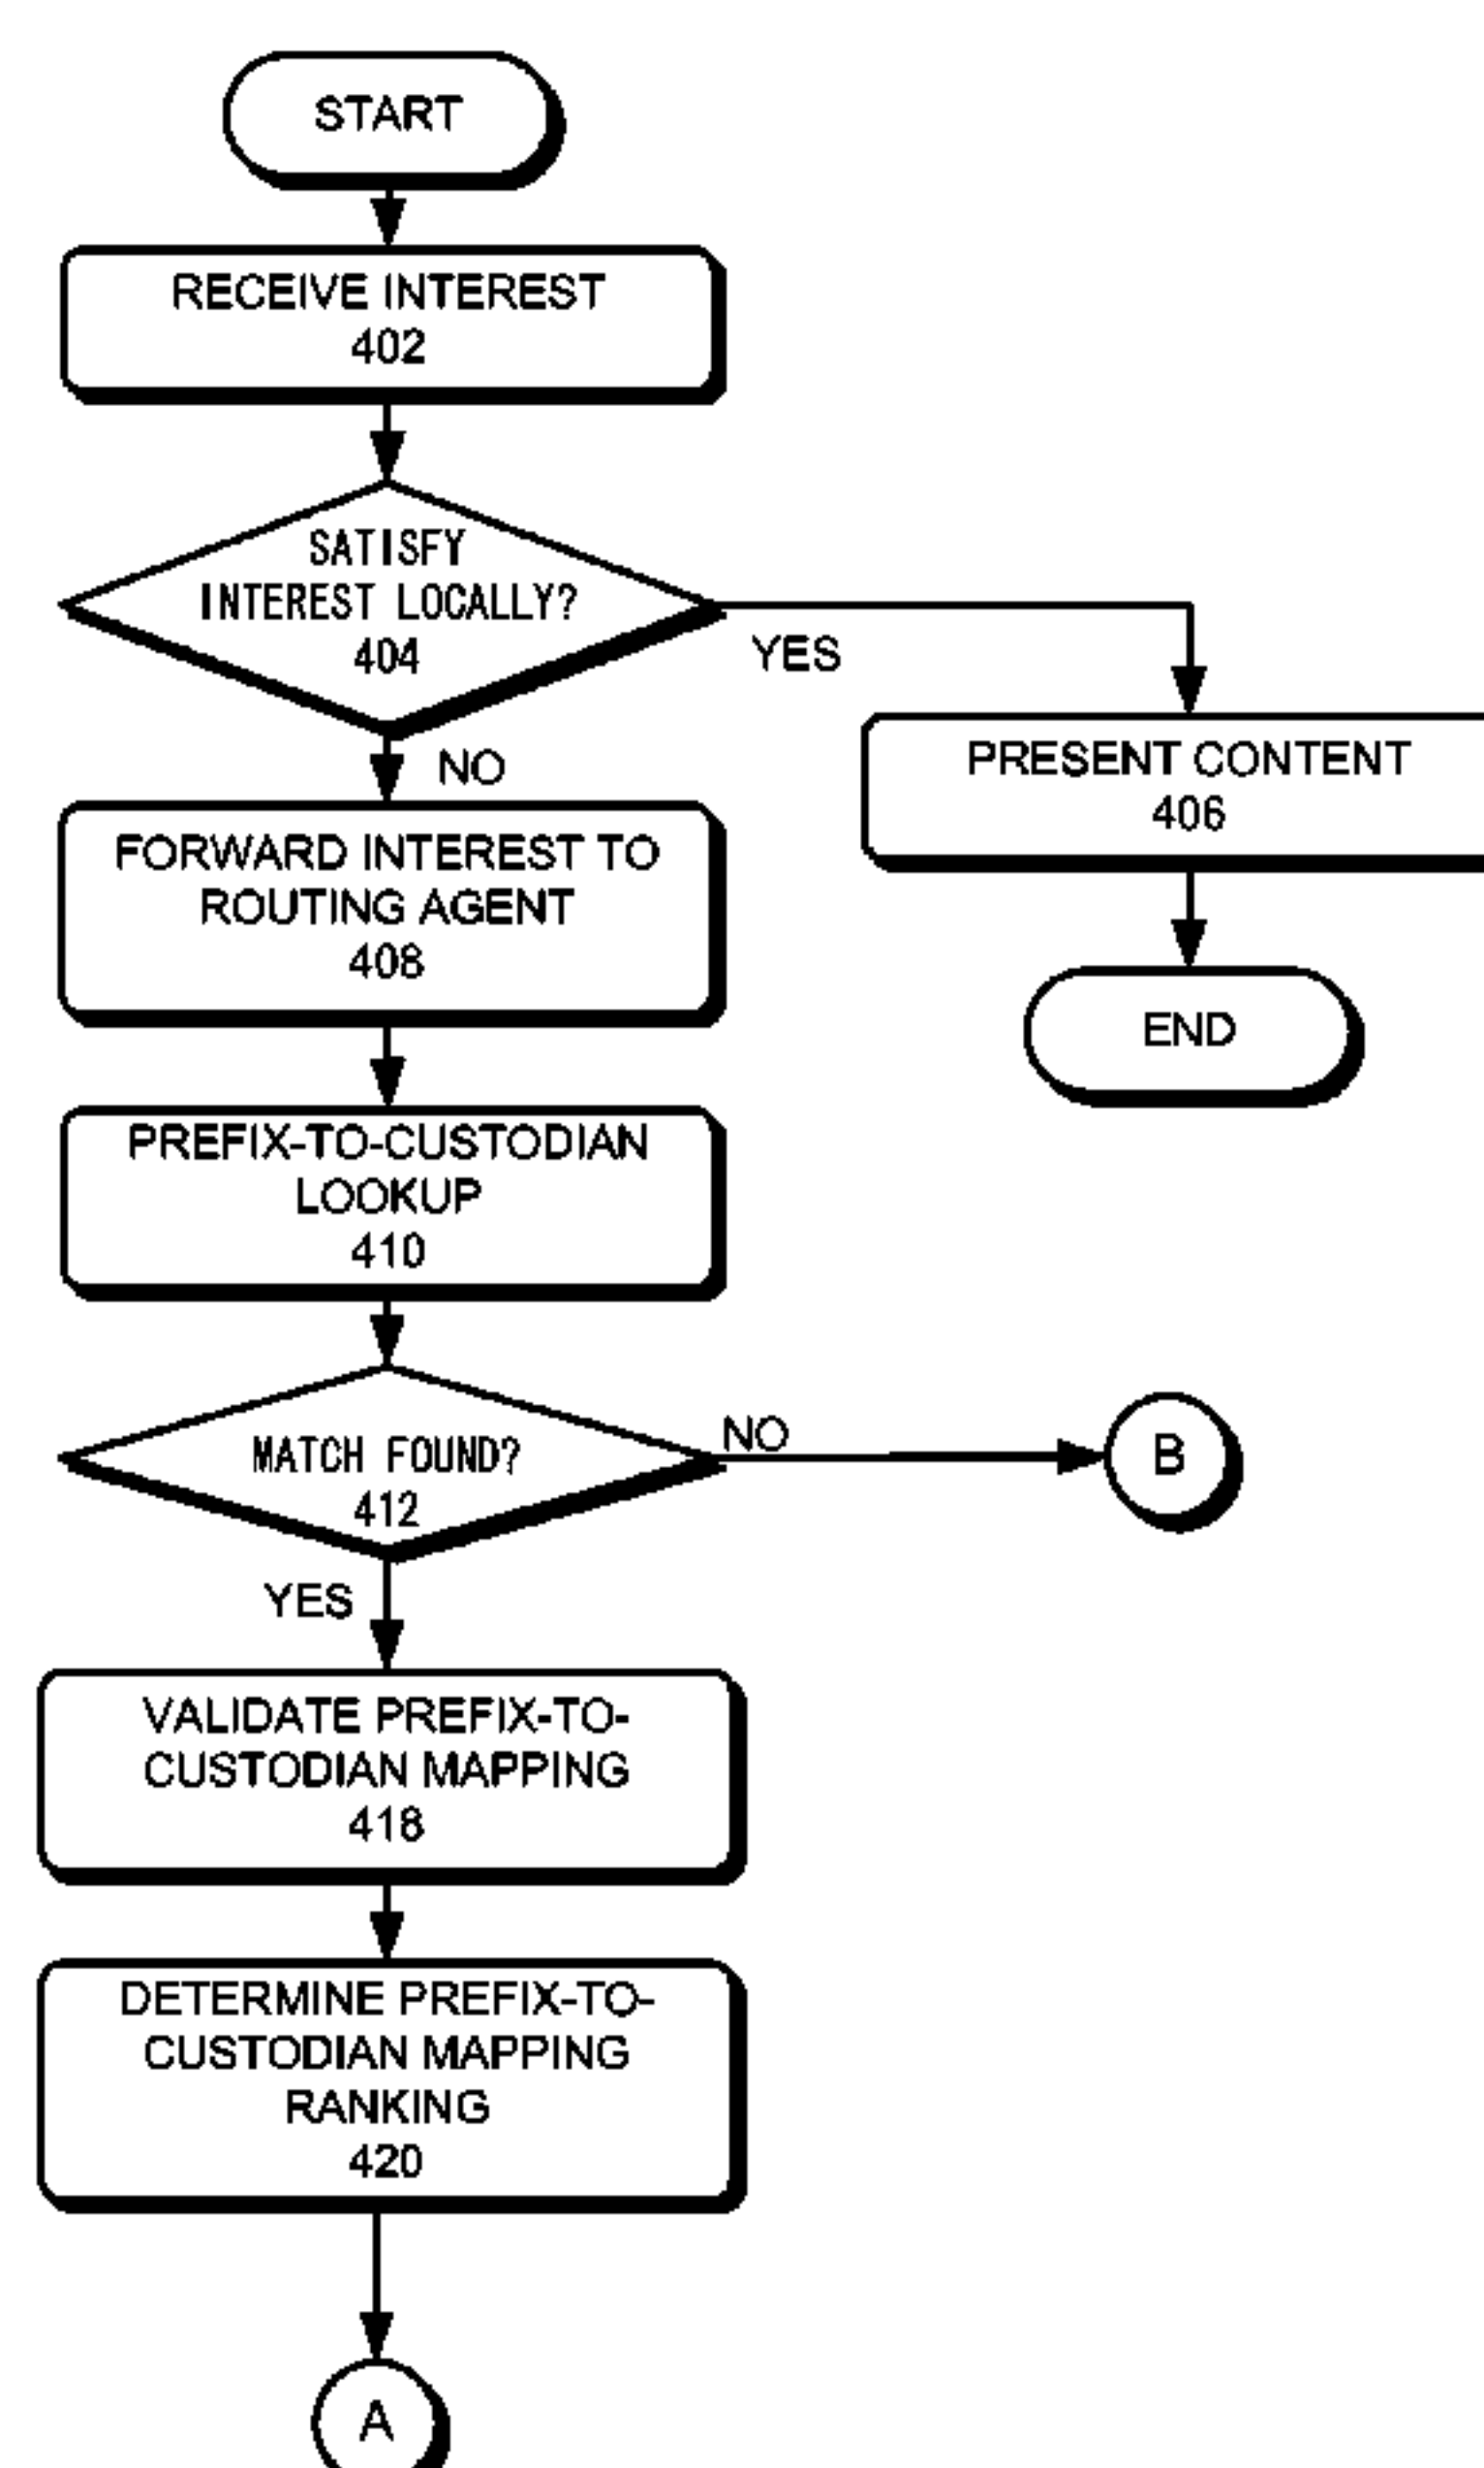 START
RECEIVE INTEREST
402
SATISFY
INTEREST LOCALLY?
404
YES
NO
PRESENT CONTENT
406
FORWARD INTEREST TO
ROUTING AGENT
408
END
PREFIX-TO-CUSTODIAN
LOOKUP
410
MATCH FOUND?
412
NO
B
YES
VALIDATE PREFIX-TO-
CUSTODIAN MAPPING
418
DETERMINE PREFIX-TO-
CUSTODIAN MAPPING
RANKING
420
A